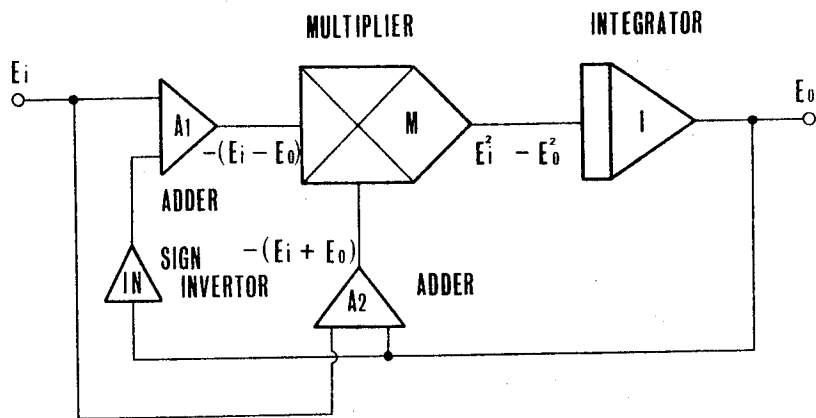 MULTIPLIER
INTEGRATOR
Ei
Eo
A1
M
I
-(Ei - Eo)
Ei² - Eo²
ADDER
-(Ei + Eo)
SIGN
INVERTOR
IN
ADDER
A2